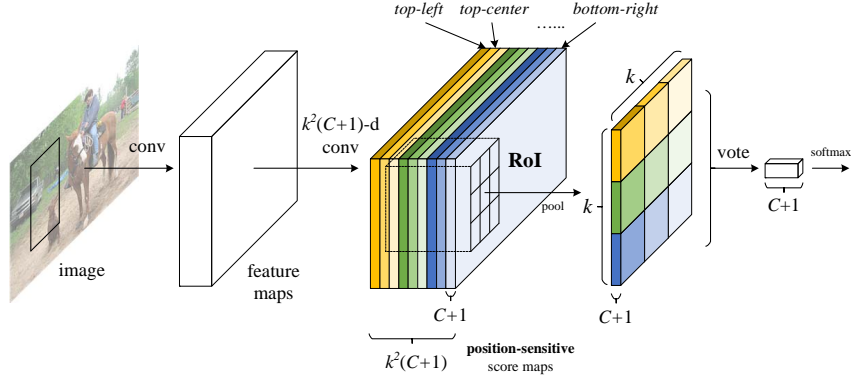 top-left top-center …... bottom-right
k²(C+1)-d
conv
conv
RoI
pool
image
feature
maps
C+1
k²(C+1)
position-sensitive
score maps
k
k
C+1
vote
C+1
softmax